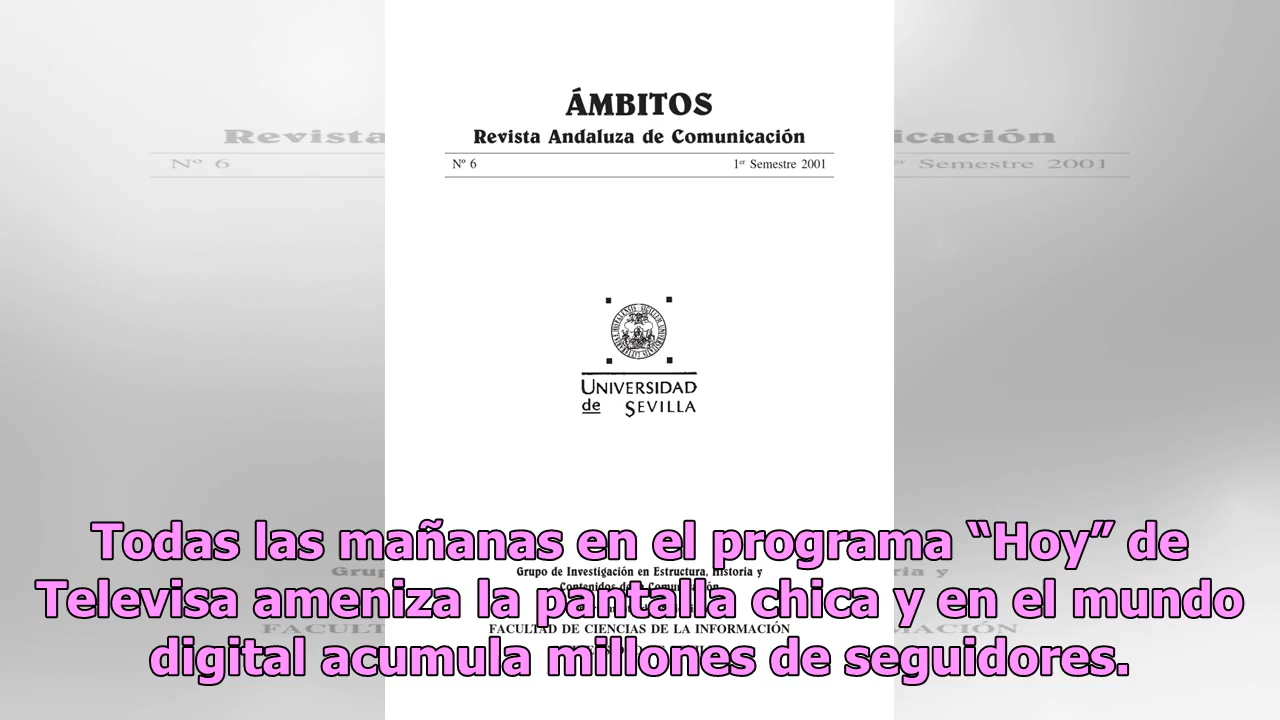 ÁMBITOS
Revista Andaluza de Comunicación
Nº 6 1er Semestre 2001
UNIVERSIDAD
de SEVILLA
Todas las mañanas en el programa “Hoy” de
Grupo de Investigación en Estructura, Historia y
Televisa ameniza la pantalla chica y en el mundo
FACULTAD DE CIENCIAS DE LA INFORMACIÓN
digital acumula millones de seguidores.